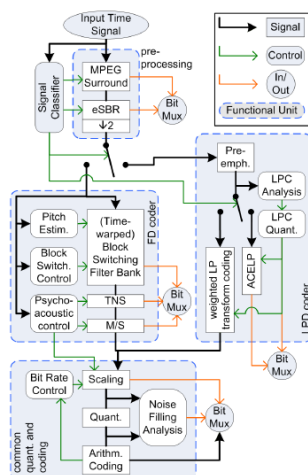 Input Time
Signal
Signal
Control
In/
Out
Functional Unit
pre-
processing
MPEG
Surround
eSBR
↓2
Signal
Classifier
Bit
Mux
Pre-
emph.
LPC
Analysis
LPC
Quant.
weighted LP
transform coding
ACELP
Bit
Mux
LPD coder
FD coder
Pitch
Estim.
Block
Switch.
Control
Psycho-
acoustic
control
(Time-
warped)
Block
Switching
Filter Bank
TNS
M/S
Bit
Mux
Bit Rate
Control
Scaling
Quant.
Arithm.
Coding
Noise
Filling
Analysis
Bit
Mux
common
quant. and
coding